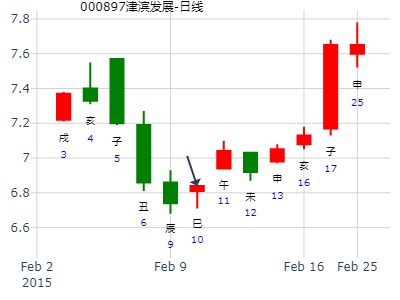 000897津滨发展-日线
7.8
7.6
7.4
7.2
7
6.8
6.6
戌
3
亥
4
子
5
丑
6
辰
9
巳
10
午
11
未
12
申
13
亥
16
子
17
申
25
Feb 2
2015
Feb 9
Feb 16
Feb 25